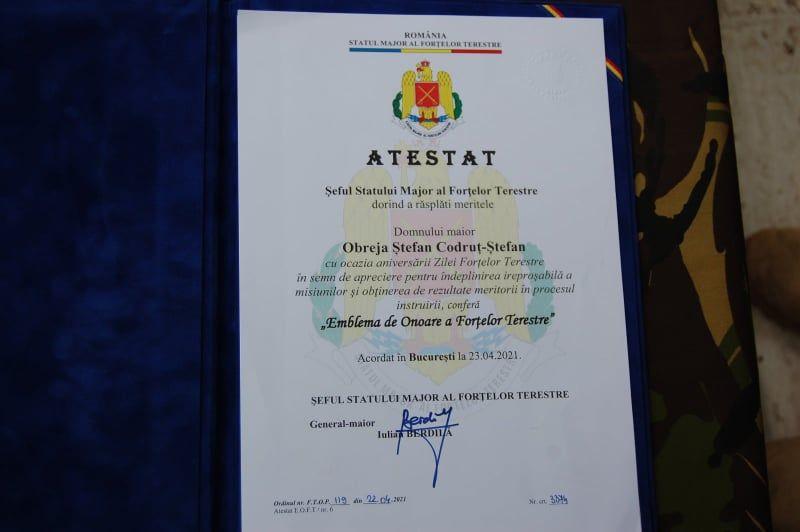 ROMÂNIA
STATUL MAJOR AL FORȚELOR TERESTRE
ATESTAT
Șeful Statului Major al Forțelor Terestre
dorind a răsplăti meritele
Domnului maior
Obreja Ștefan Codruț-Ștefan
cu ocazia aniversării Zilei Forțelor Terestre
în semn de apreciere pentru îndeplinirea ireproșabilă a
misiunilor și obținerea de rezultate meritorii în procesul
instruirii, conferă
„Emblema de Onoare a Forțelor Terestre”
Acordat în București la 23.04.2021.
ȘEFUL STATULUI MAJOR AL FORȚELOR TERESTRE
General-maior
Iulian BERDILĂ
Ordinul nr. F.T.O.P. 119 din 22.04.2021
Atestat E.O.F.T / nr. 6
Nr. crt. 3374